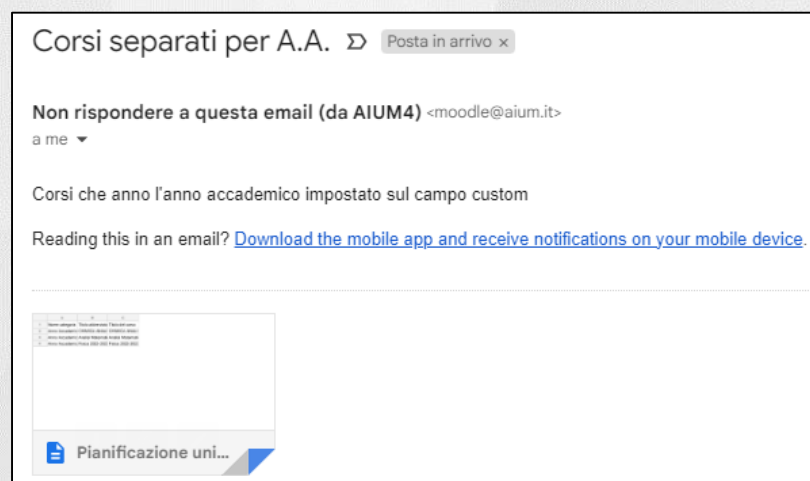 Corsi separati per A.A. Posta in arrivo x
Non rispondere a questa email (da AIUM4) <moodle@aium.it>
a me
Corsi che anno l'anno accademico impostato sul campo custom
Reading this in an email? Download the mobile app and receive notifications on your mobile device.
Pianificazione uni...